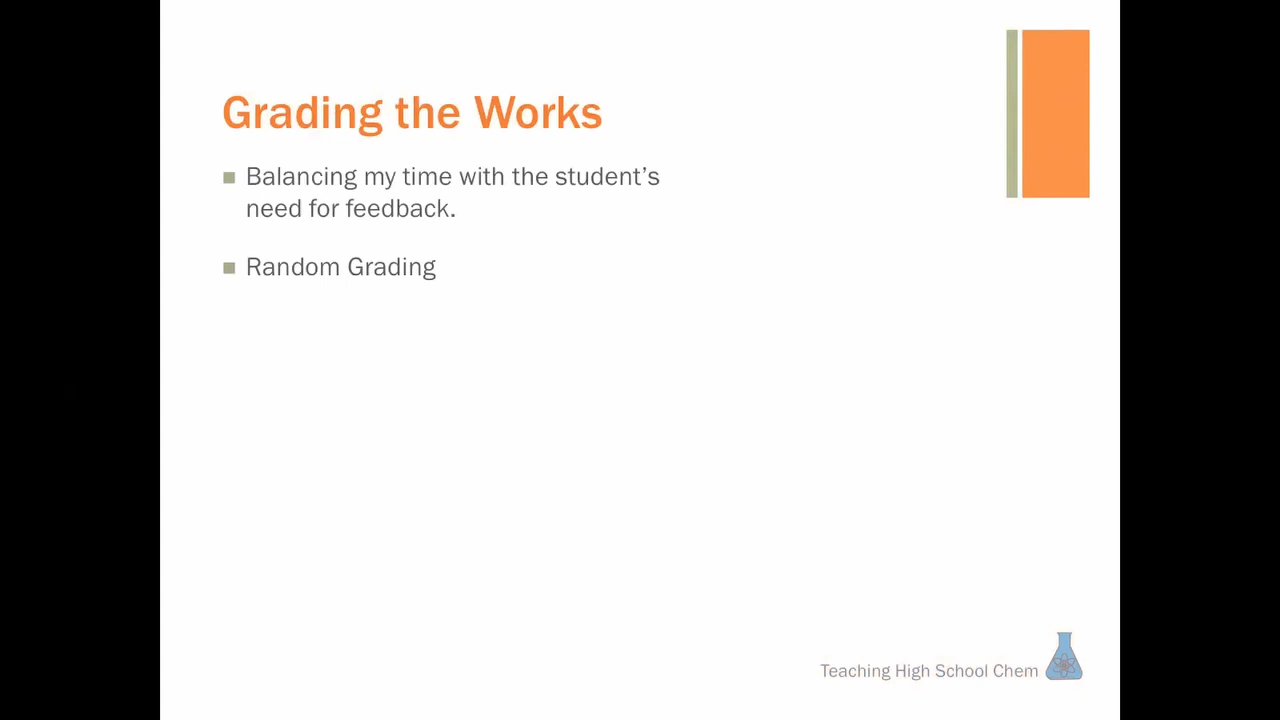 Grading the Works
Balancing my time with the student's
need for feedback.
Random Grading
Teaching High School Chem